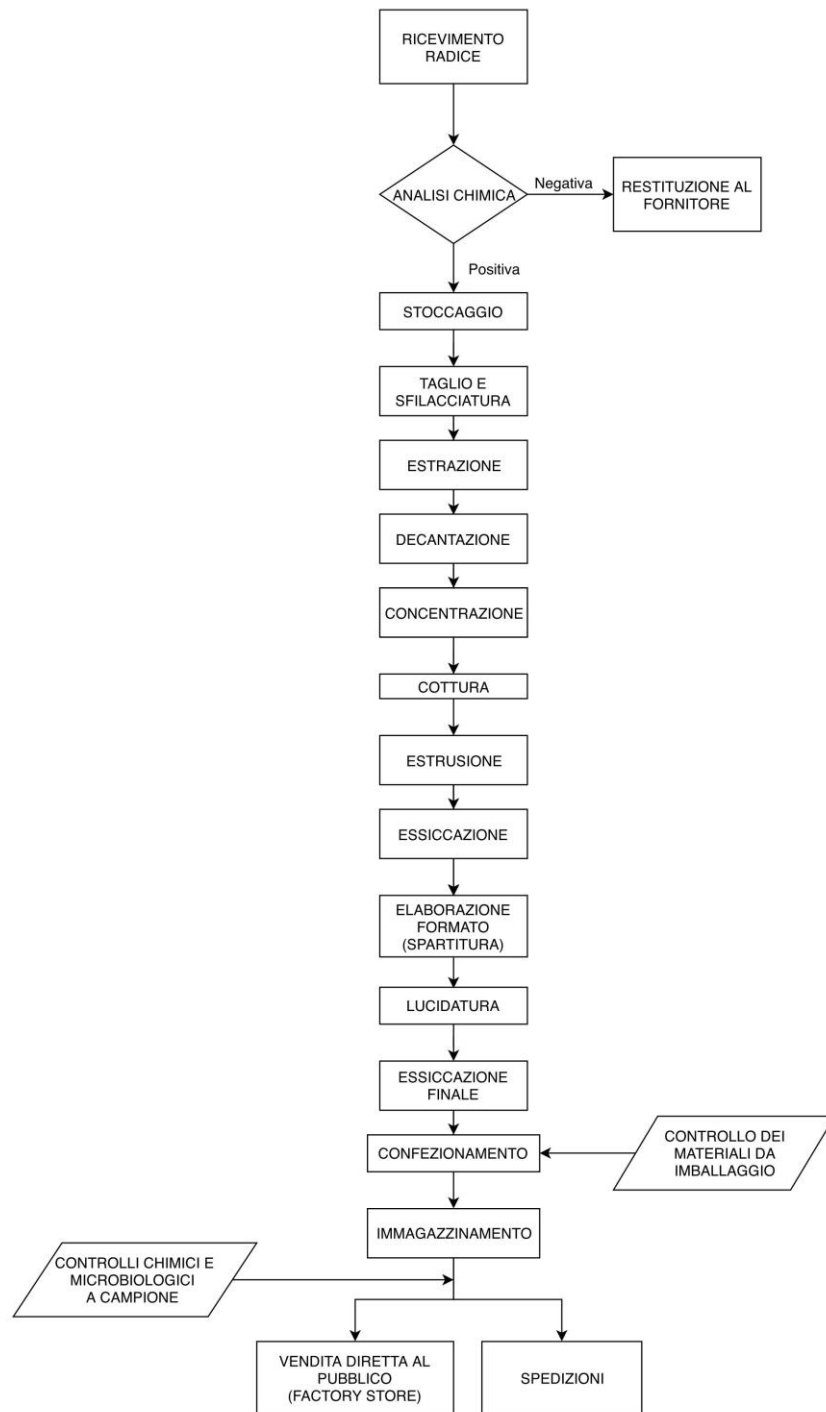 RICEVIMENTO
RADICE
ANALISI CHIMICA
Negativa
RESTITUZIONE AL
FORNITORE
Positiva
STOCCAGGIO
TAGLIO E
SFILACCIATURA
ESTRAZIONE
DECANTAZIONE
CONCENTRAZIONE
COTTURA
ESTRUSIONE
ESSICCAZIONE
ELABORAZIONE
FORMATO
(SPARTITURA)
LUCIDATURA
ESSICCAZIONE
FINALE
CONFEZIONAMENTO
CONTROLLO DEI
MATERIALI DA
IMBALLAGGIO
IMMAGAZZINAMENTO
CONTROLLI CHIMICI E
MICROBIOLOGICI
A CAMPIONE
VENDITA DIRETTA AL
PUBBLICO
(FACTORY STORE)
SPEDIZIONI